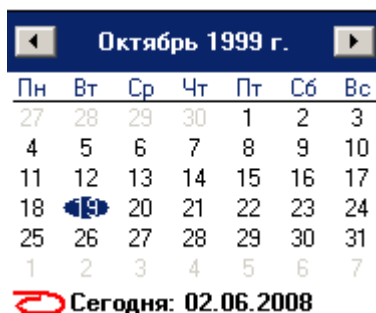 Октябрь 1999 г.
Пн Вт Ср Чт Пт Сб Вс
27 28 29 30 1 2 3
4 5 6 7 8 9 10
11 12 13 14 15 16 17
18 19 20 21 22 23 24
25 26 27 28 29 30 31
1 2 3 4 5 6 7
Сегодня: 02.06.2008